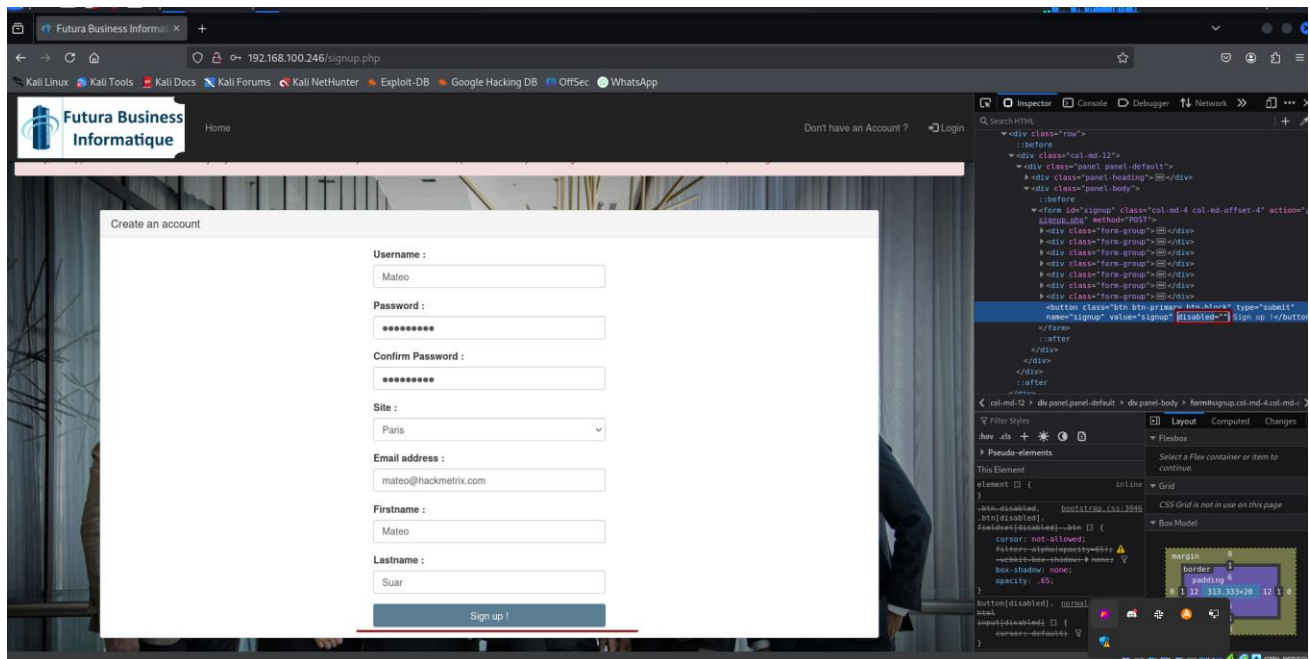 Futura Business Informat ×
192.168.100.246/signup.php
Kali Linux Kali Tools Kali Docs Kali Forums Kali NetHunter Exploit-DB Google Hacking DB OffSec WhatsApp
Futura Business
Informatique
Home
Don't have an Account ?
Login
Create an account
Username :
Mateo
Password :
Confirm Password :
Site :
Paris
Email address :
mateo@hackmetrix.com
Firstname :
Mateo
Lastname :
Suar
Sign up !
Inspector Console Debugger Network
Search HTML
<div class="row">
::before
<div class="col-md-12">
<div class="panel panel-default">
<div class="panel-heading"></div>
<div class="panel-body">
::before
<form id="signup" class="col-md-4 col-md-offset-4" action="
signup.php" method="POST">
<div class="form-group"></div>
<div class="form-group"></div>
<div class="form-group"></div>
<div class="form-group"></div>
<div class="form-group"></div>
<div class="form-group"></div>
<div class="form-group"></div>
<button class="btn btn-primary btn-block" type="submit"
name="signup" value="signup" disabled=""> Sign up !</button
</form>
::after
</div>
</div>
</div>
::after
col-md-12 > div.panel.panel-default > div.panel-body > form#signup.col-md-4.col-md-
Filter Styles
:hov .cls +
Pseudo-elements
This Element
element { inline
}
.btn.disabled, bootstrap.css:3046
.btn[disabled],
fieldset[disabled] .btn {
cursor: not-allowed;
filter: alpha(opacity=65);
-webkit-box-shadow: none;
box-shadow: none;
opacity: .65;
}
button[disabled],
html
input[disabled] {
cursor: default;
}
Layout Computed Changes
Flexbox
Select a Flex container or item to
continue.
Grid
CSS Grid is not in use on this page
Box Model
margin 0
border 1
padding 6
0 1 12 313.333×20 12 1 0